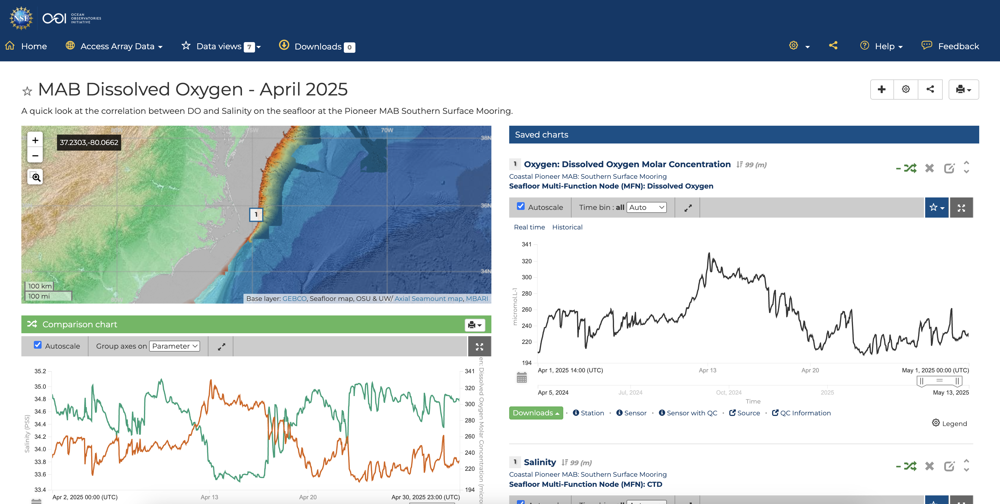 NSF
OOI
OCEAN
OBSERVATORIES
INITIATIVE
Home
Access Array Data
Data views 7
Downloads 0
Help
Feedback
MAB Dissolved Oxygen - April 2025
A quick look at the correlation between DO and Salinity on the seafloor at the Pioneer MAB Southern Surface Mooring.
+
−
37.2303,-80.0662
70W
38N
36N
34N
1
100 km
100 mi
Base layer: GEBCO, Seafloor map, OSU & UW/ Axial Seamount map, MBARI
Comparison chart
Autoscale
Group axes on Parameter
35.2
35.0
34.8
34.6
34.4
34.2
34.0
33.8
33.6
33.4
Salinity (PSS)
341
320
300
280
260
240
220
194
en: Dissolved Oxygen Molar Concentration (micron
Apr 2, 2025 00:00 (UTC)
Apr 13
Apr 20
Apr 30, 2025 23:00 (UTC)
Saved charts
1 Oxygen: Dissolved Oxygen Molar Concentration 99 (m)
Coastal Pioneer MAB: Southern Surface Mooring
Seafloor Multi-Function Node (MFN): Dissolved Oxygen
Autoscale
Time bin : all Auto
Real time Historical
341
320
300
280
260
240
220
194
micromol.L-1
Apr 1, 2025 14:00 (UTC)
Apr 13
Apr 20
May 1, 2025 00:00 (UTC)
Apr 5, 2024
Jul, 2024
Oct, 2024
2025
May 13, 2025
Time
Downloads • Station • Sensor • Sensor with QC • Source • QC Information
Legend
1 Salinity 99 (m)
Coastal Pioneer MAB: Southern Surface Mooring
Seafloor Multi-Function Node (MFN): CTD